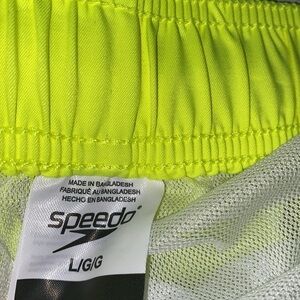 MADE IN BANGLADESH
FABRIQUÉ AU BANGLADESH
HECHO EN BANGLADESH
speedo
L/G/G